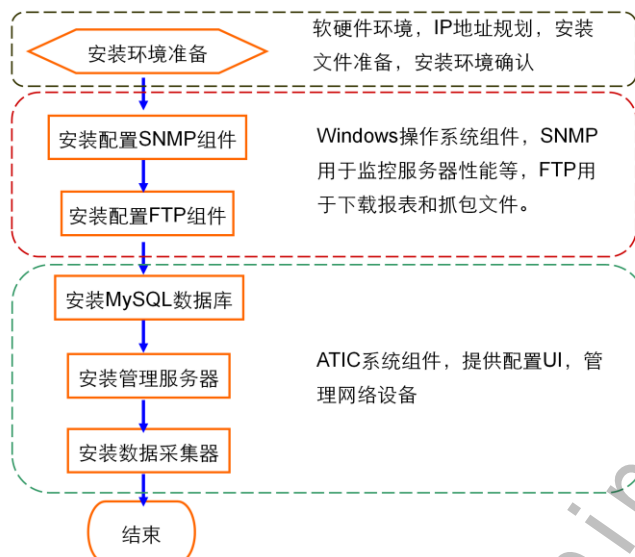 安装环境准备
软硬件环境，IP地址规划，安装
文件准备，安装环境确认
安装配置SNMP组件
安装配置FTP组件
Windows操作系统组件，SNMP
用于监控服务器性能等，FTP用
于下载报表和抓包文件。
安装MySQL数据库
安装管理服务器
安装数据采集器
ATIC系统组件，提供配置UI，管
理网络设备
结束